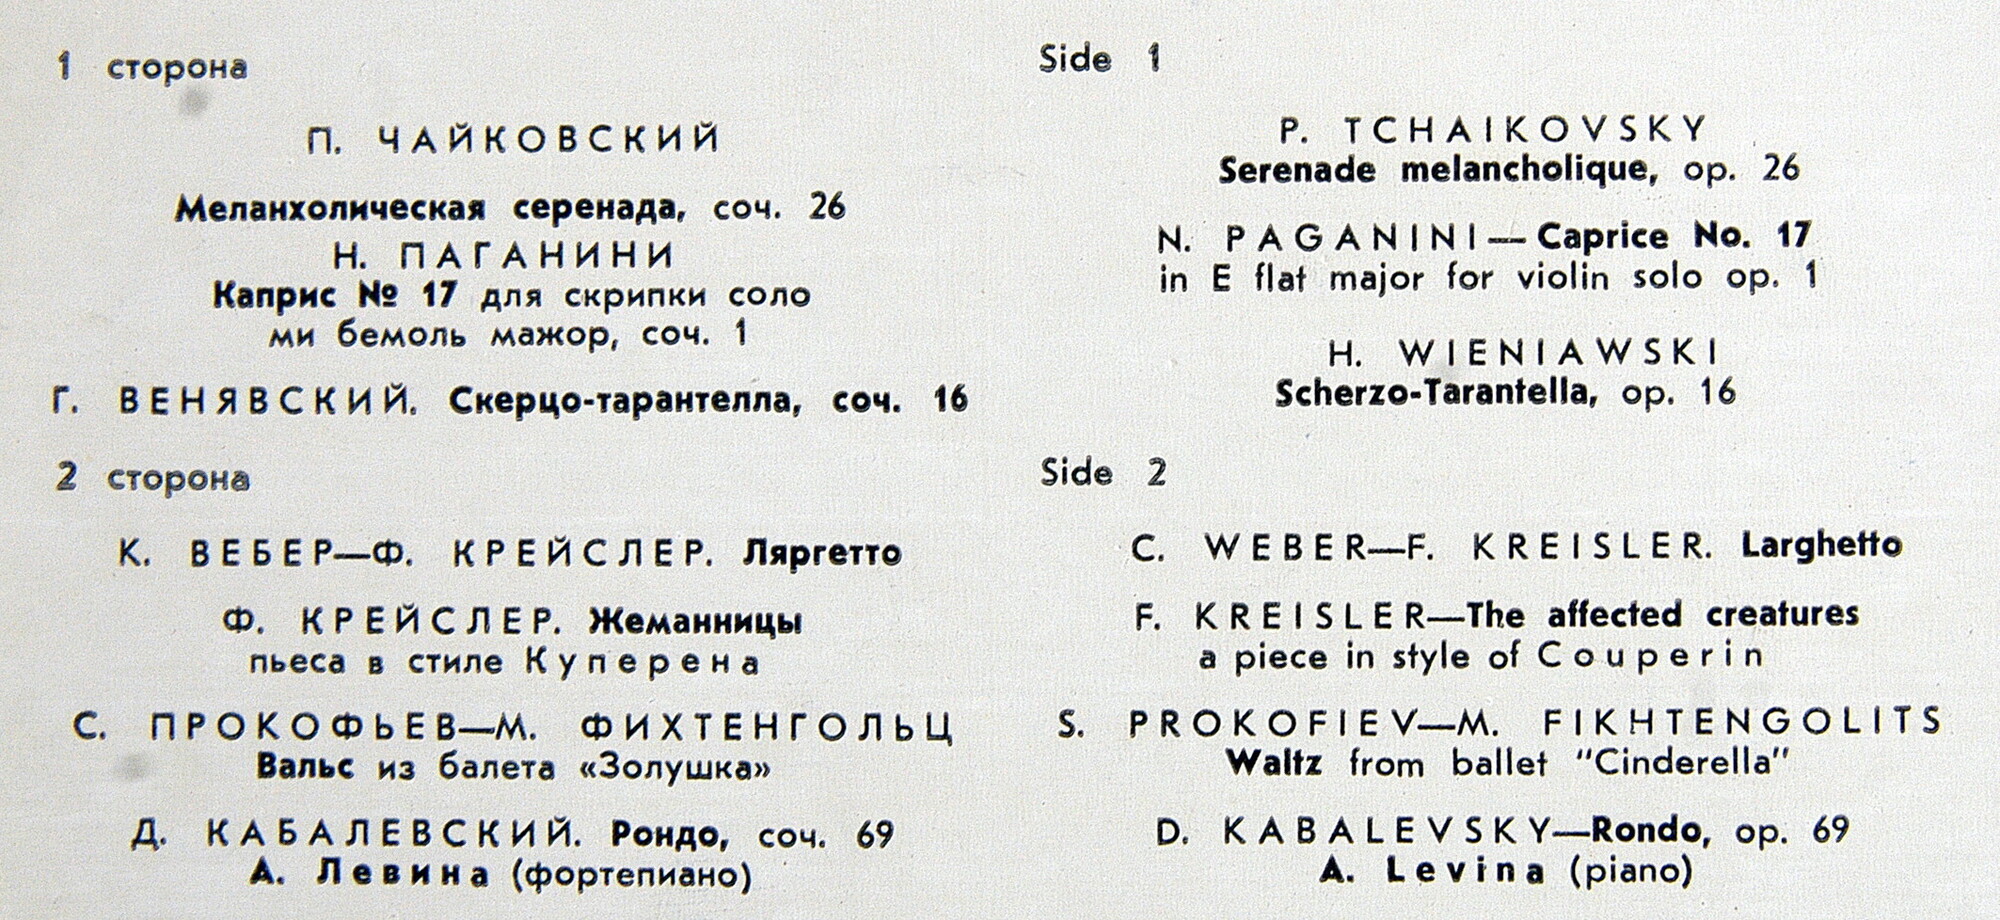 1 сторона
П. ЧАЙКОВСКИЙ
Меланхолическая серенада, соч. 26
Н. ПАГАНИНИ
Каприс № 17 для скрипки соло
ми бемоль мажор, соч. 1
Г. ВЕНЯВСКИЙ. Скерцо-тарантелла, соч. 16
2 сторона
К. ВЕБЕР—Ф. КРЕЙСЛЕР. Ляргетто
Ф. КРЕЙСЛЕР. Жеманницы
пьеса в стиле Куперена
С. ПРОКОФЬЕВ—М. ФИХТЕНГОЛЬЦ
Вальс из балета «Золушка»
Д. КАБАЛЕВСКИЙ. Рондо, соч. 69
А. Левина (фортепиано)
Side 1
P. TCHAIKOVSKY
Serenade melancholique, op. 26
N. PAGANINI— Caprice No. 17
in E flat major for violin solo op. 1
H. WIENIAWSKI
Scherzo-Tarantella, op. 16
Side 2
C. WEBER—F. KREISLER. Larghetto
F. KREISLER—The affected creatures
a piece in style of Couperin
S. PROKOFIEV—M. FIKHTENGOLITS
Waltz from ballet "Cinderella"
D. KABALEVSKY—Rondo, op. 69
A. Levina (piano)